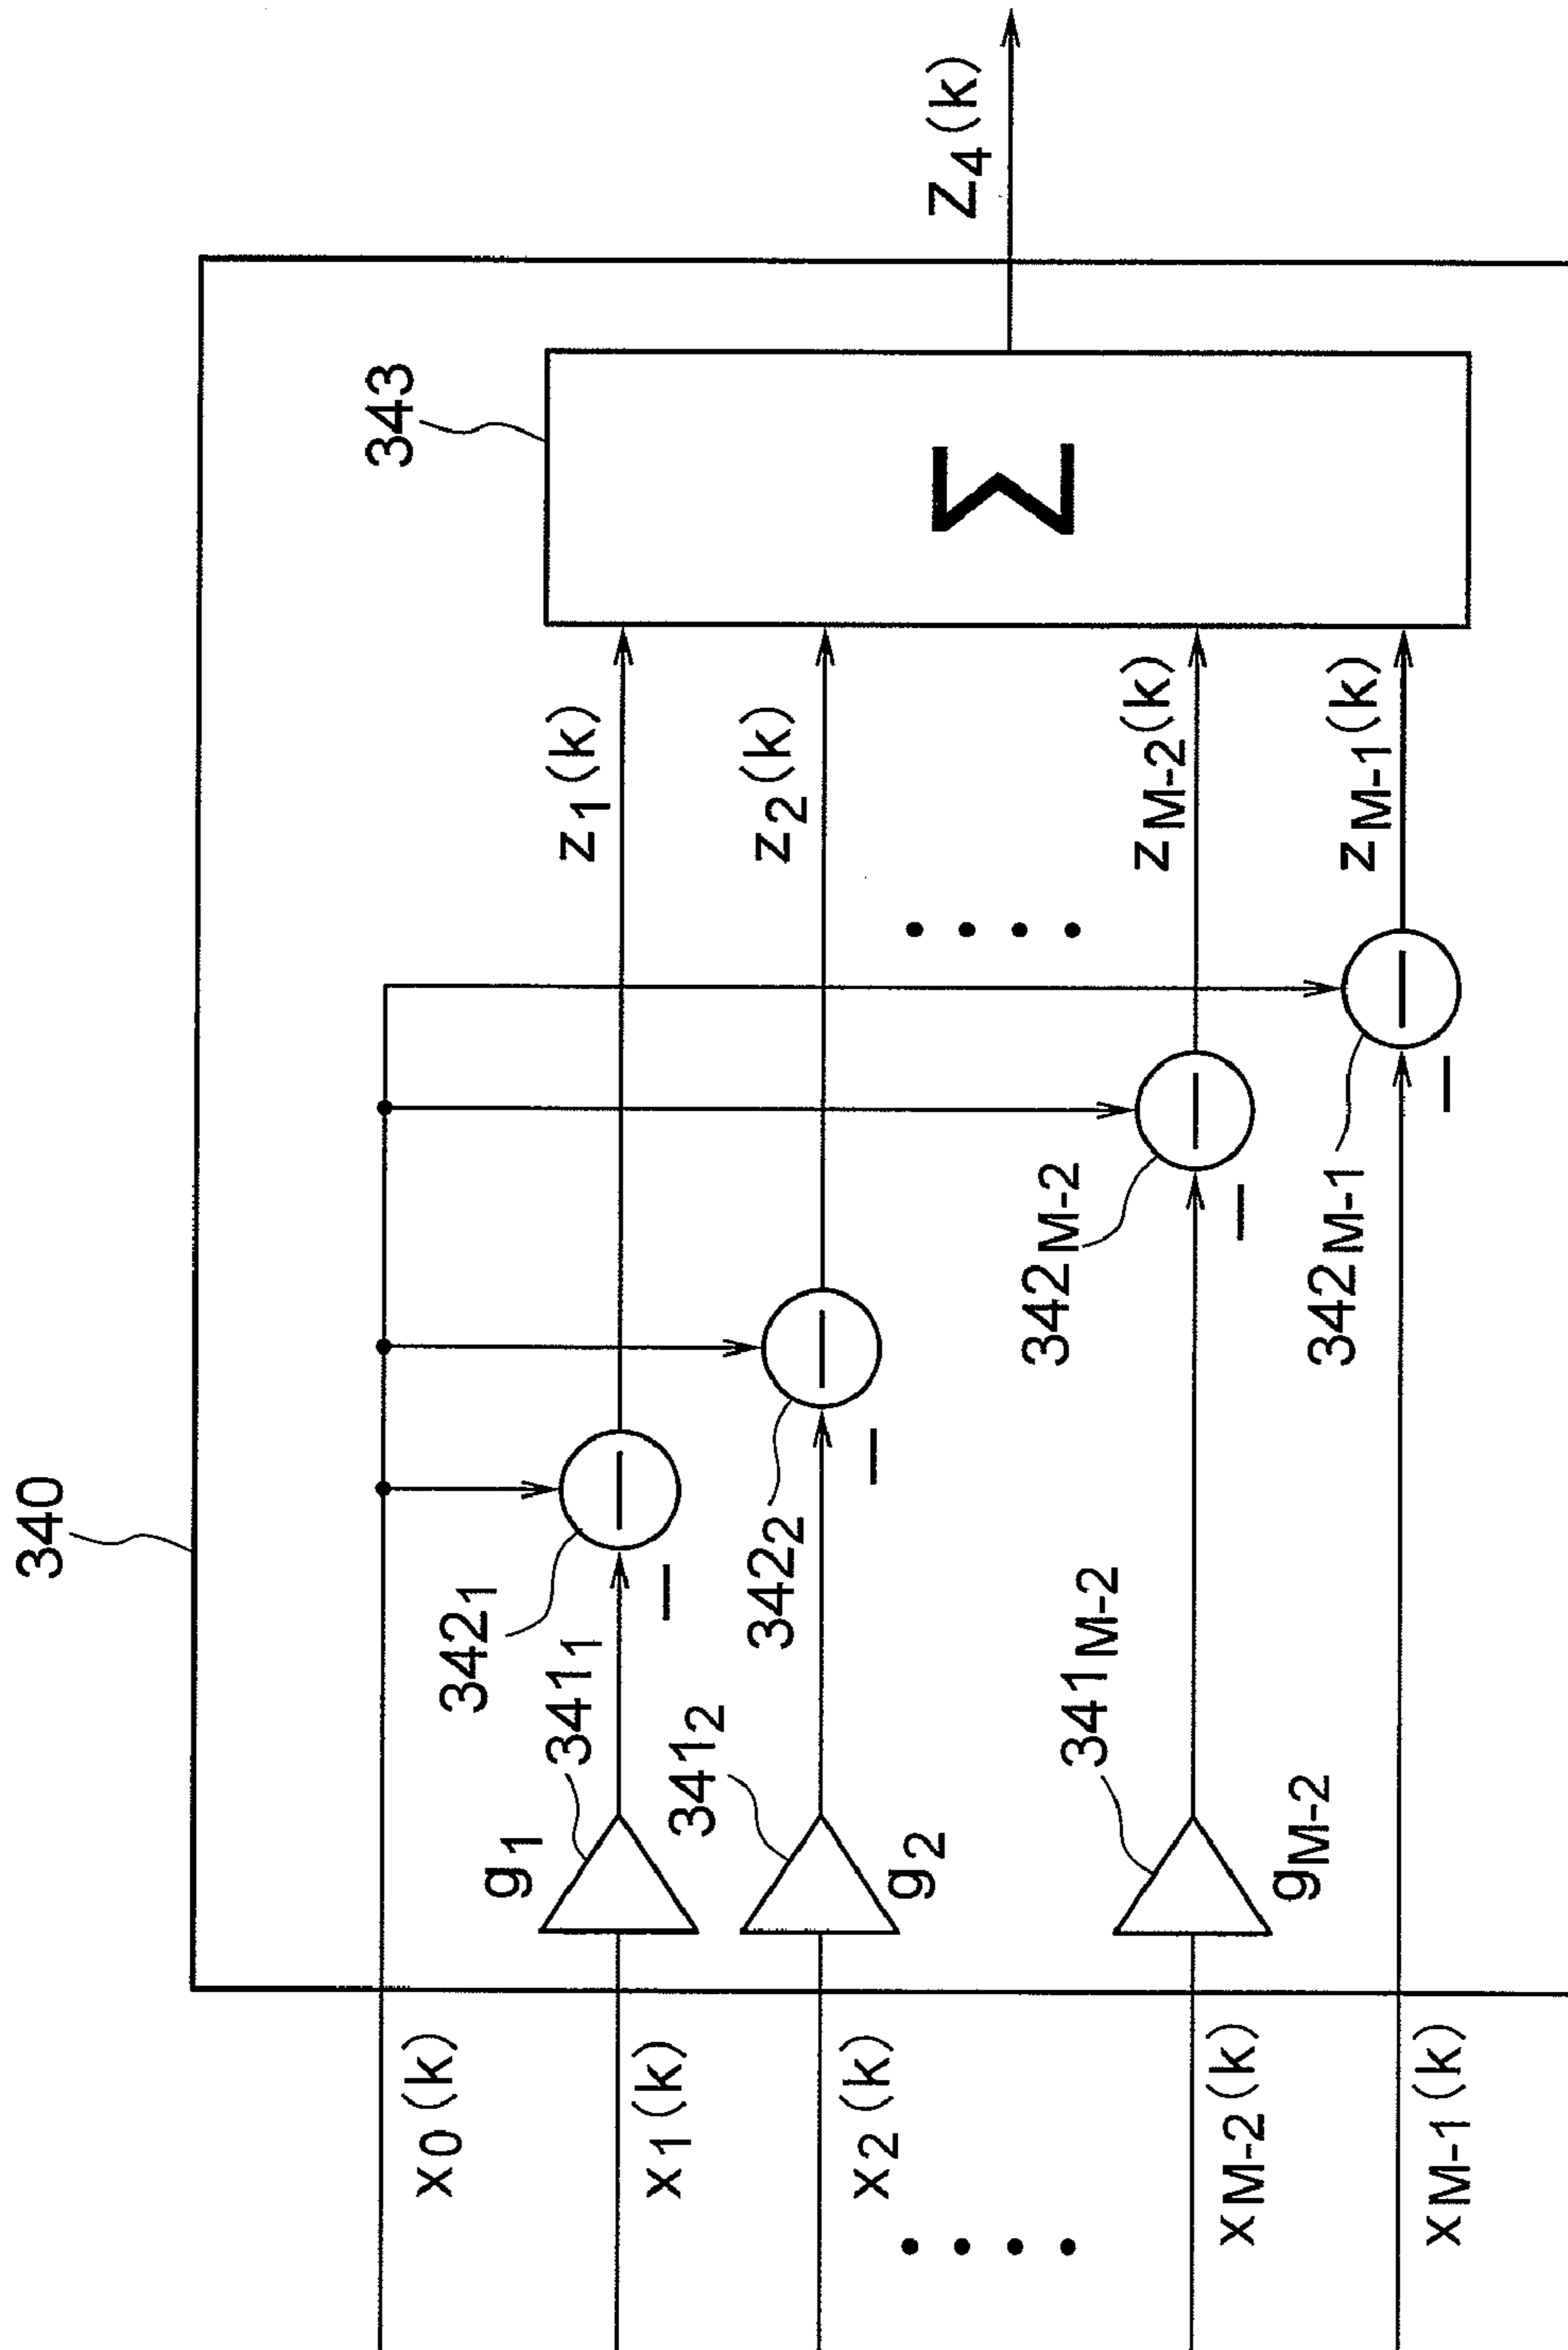 340
343
Z4(k)
Σ
x0(k)
x1(k)
g1
3411
3421
z1(k)
x2(k)
g2
3412
3422
z2(k)
• • • •
• • • •
xM-2(k)
gM-2
341M-2
342M-2
zM-2(k)
xM-1(k)
342M-1
zM-1(k)